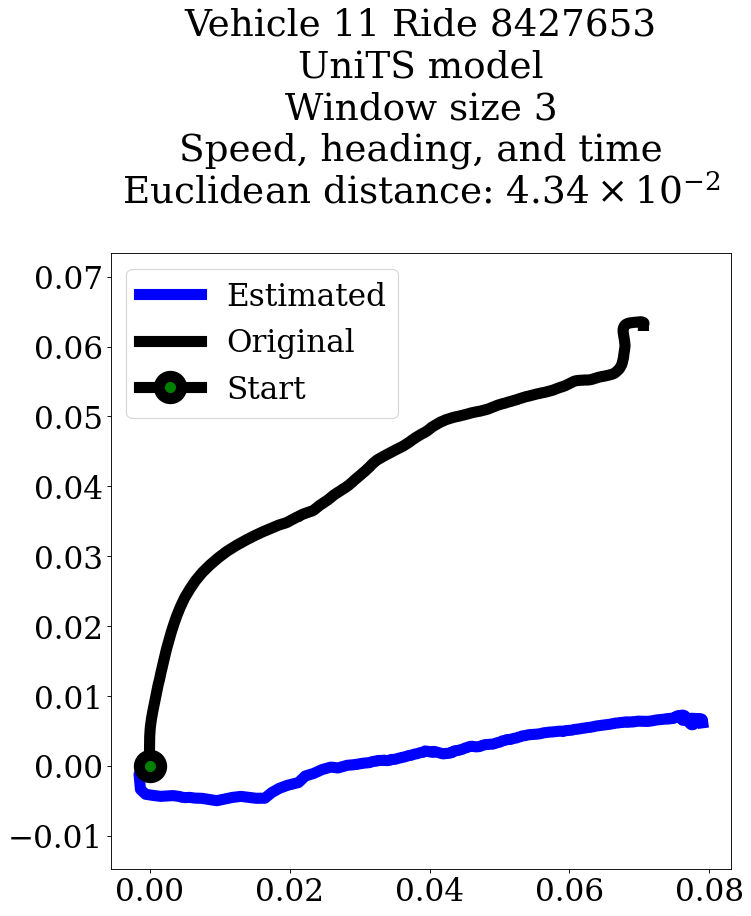 Vehicle 11 Ride 8427653
UniTS model
Window size 3
Speed, heading, and time
Euclidean distance: 4.34 × 10⁻²
0.07
0.06
0.05
0.04
0.03
0.02
0.01
0.00
−0.01
Estimated
Original
Start
0.00 0.02 0.04 0.06 0.08